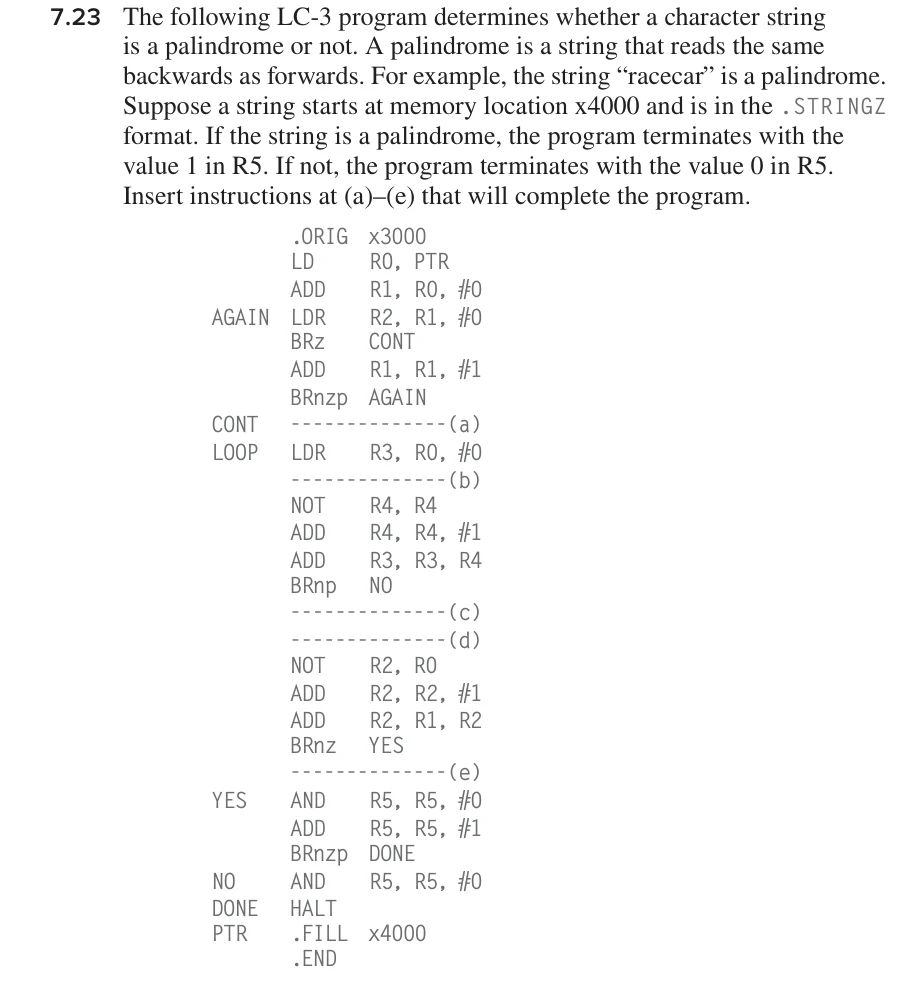 7.23 The following LC-3 program determines whether a character string
is a palindrome or not. A palindrome is a string that reads the same
backwards as forwards. For example, the string “racecar” is a palindrome.
Suppose a string starts at memory location x4000 and is in the .STRINGZ
format. If the string is a palindrome, the program terminates with the
value 1 in R5. If not, the program terminates with the value 0 in R5.
Insert instructions at (a)–(e) that will complete the program.
.ORIG x3000
LD R0, PTR
ADD R1, R0, #0
AGAIN LDR R2, R1, #0
BRz CONT
ADD R1, R1, #1
BRnzp AGAIN
CONT --------------(a)
LOOP LDR R3, R0, #0
--------------(b)
NOT R4, R4
ADD R4, R4, #1
ADD R3, R3, R4
BRnp NO
--------------(c)
--------------(d)
NOT R2, R0
ADD R2, R2, #1
ADD R2, R1, R2
BRnz YES
--------------(e)
YES AND R5, R5, #0
ADD R5, R5, #1
BRnzp DONE
NO AND R5, R5, #0
DONE HALT
PTR .FILL x4000
.END